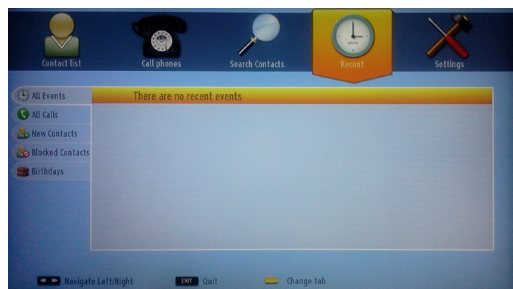 Contact list
Call phones
Search Contacts
Recent
Settings
All Events
There are no recent events
All Calls
New Contacts
Blocked Contacts
Birthdays
Navigate Left/Right
EXIT Quit
Change tab